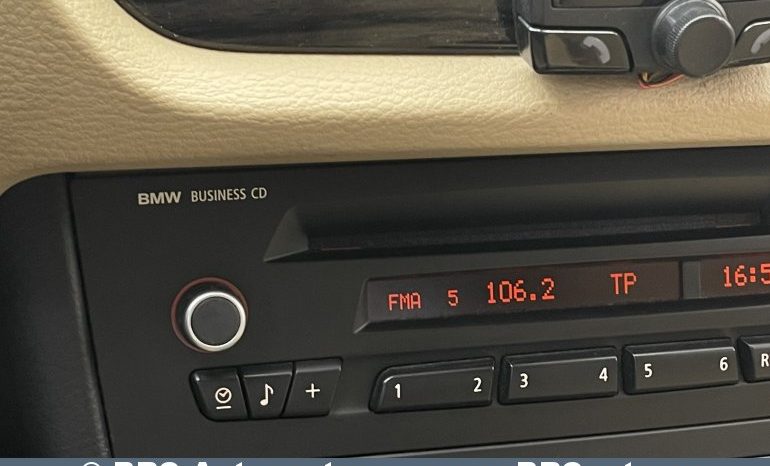 BMW BUSINESS CD
FMA 5 106.2 TP 16:5
+ 1 2 3 4 5 6 R